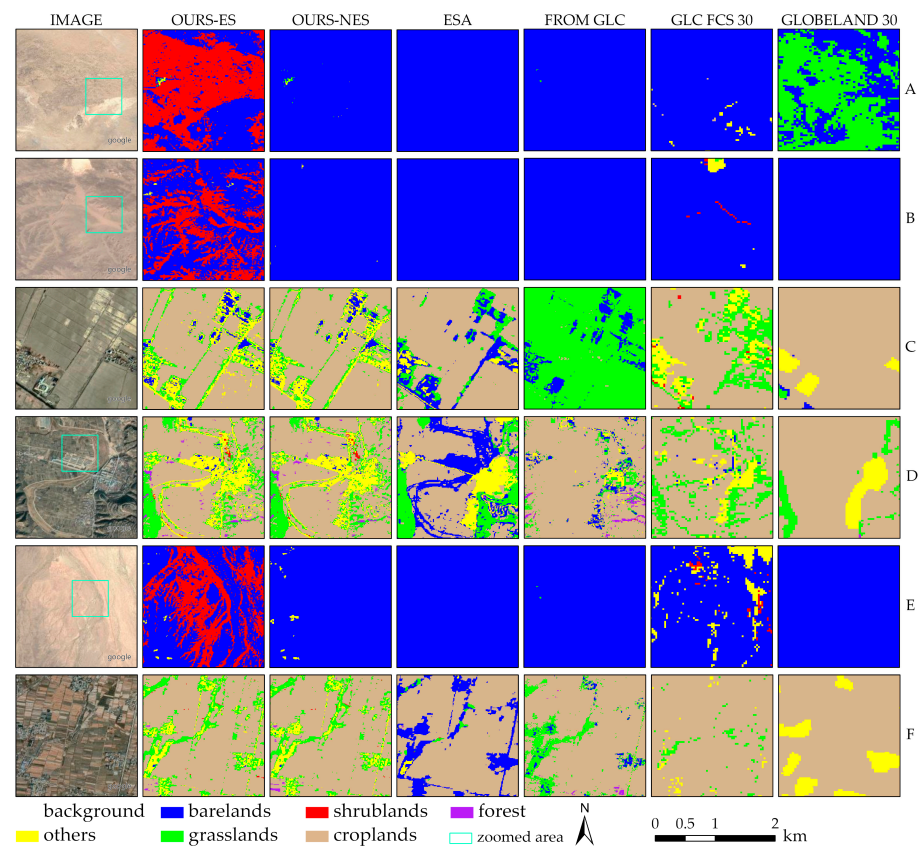 IMAGE OURS-ES OURS-NES ESA FROM GLC GLC FCS 30 GLOBELAND 30
google A
google B
google C
google D
google E
google F
background barelands shrublands forest N
others grasslands croplands zoomed area 0 0.5 1 2 km